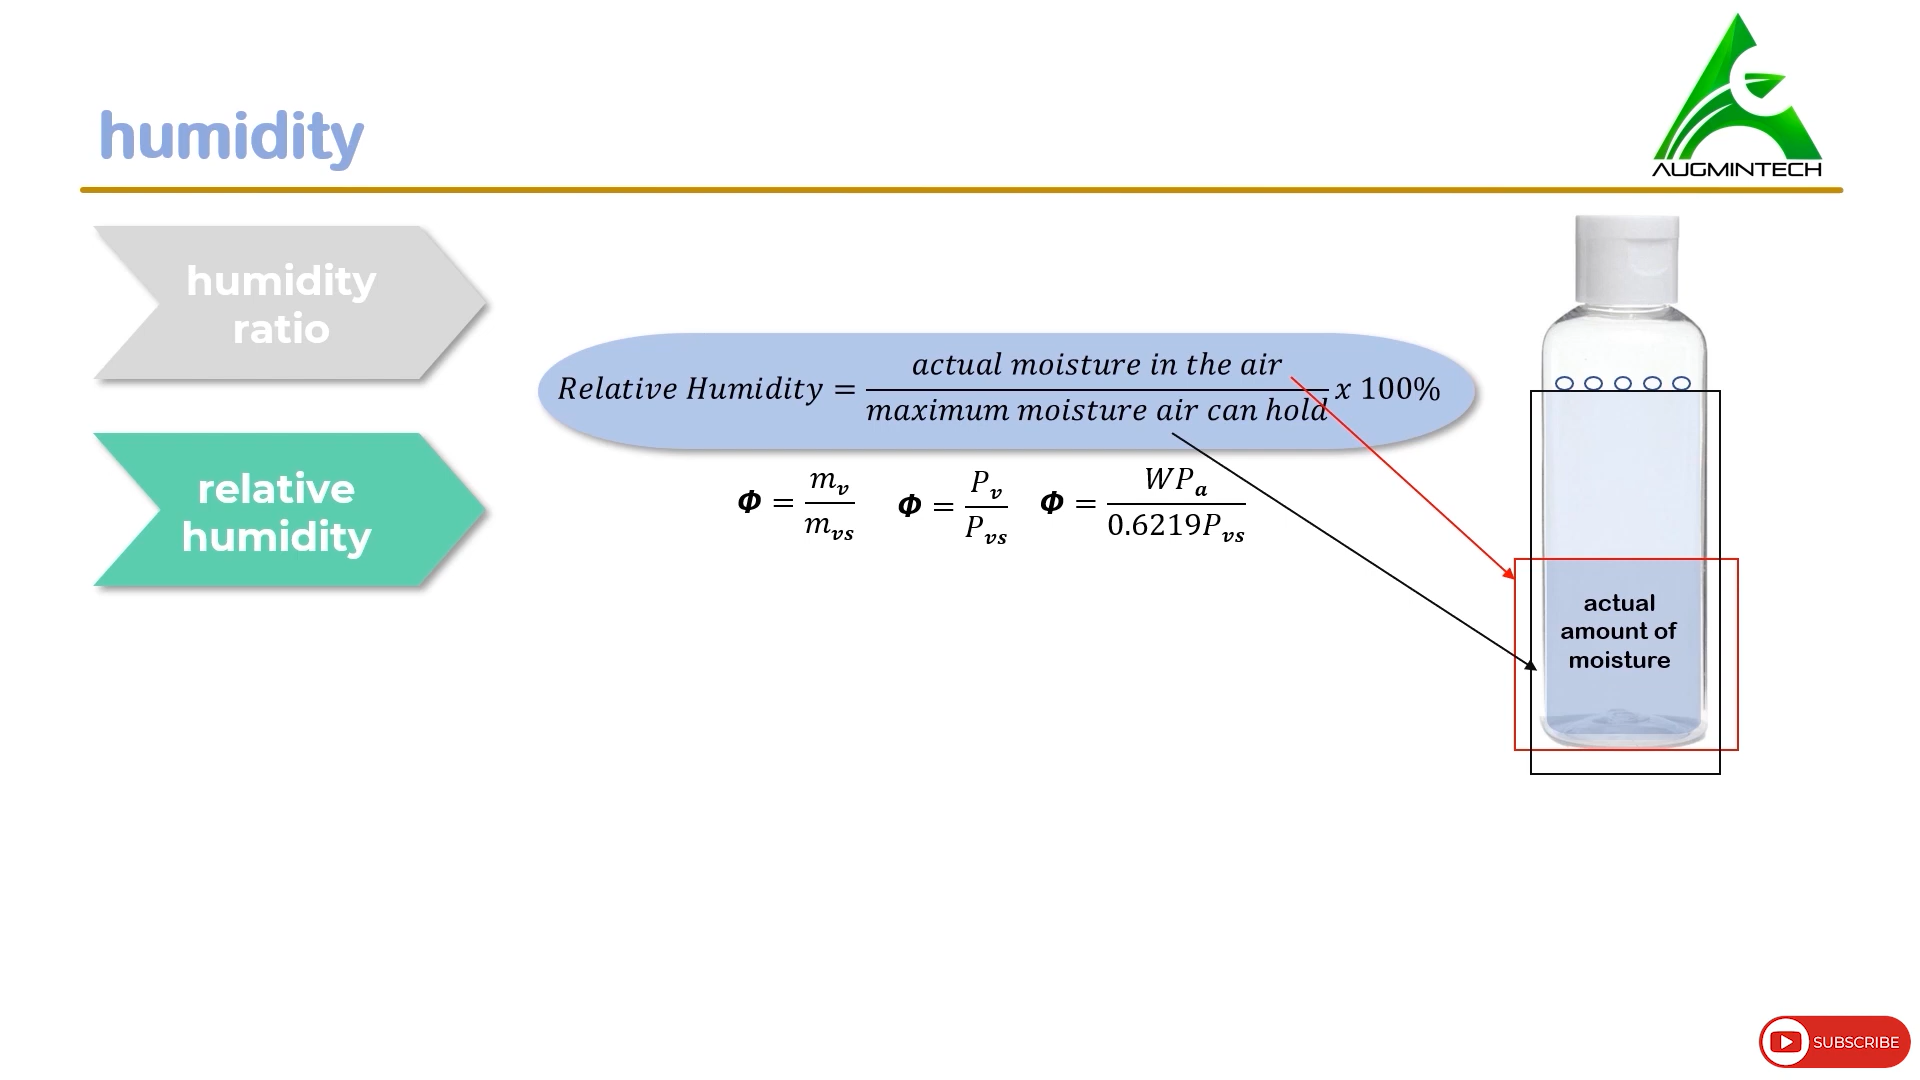 humidity
AUGMINTECH
humidity
ratio
relative
humidity
Relative Humidity = actual moisture in the air / maximum moisture air can hold x 100%
Φ = m_v / m_vs
Φ = P_v / P_vs
Φ = WP_a / 0.6219P_vs
actual
amount of
moisture
SUBSCRIBE